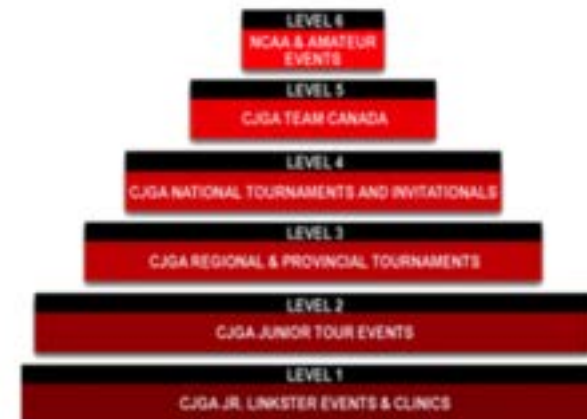 LEVEL 6
NCAA & AMATEUR
EVENTS
LEVEL 5
CJGA TEAM CANADA
LEVEL 4
CJGA NATIONAL TOURNAMENTS AND INVITATIONALS
LEVEL 3
CJGA REGIONAL & PROVINCIAL TOURNAMENTS
LEVEL 2
CJGA JUNIOR TOUR EVENTS
LEVEL 1
CJGA JR. LINKSTER EVENTS & CLINICS